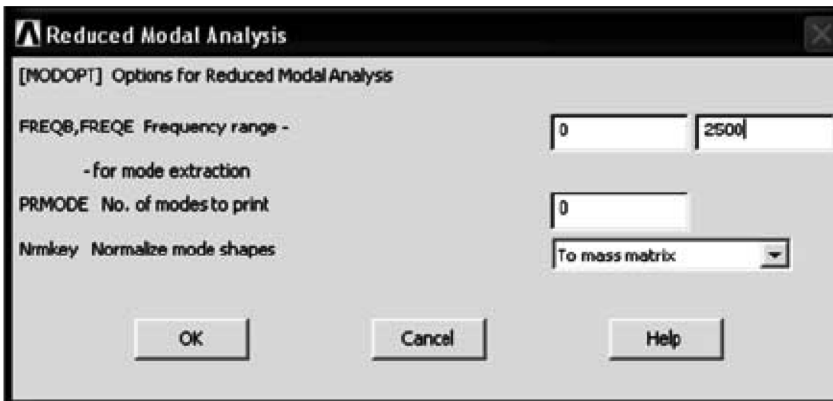 Reduced Modal Analysis
[MODOPT] Options for Reduced Modal Analysis
FREQB,FREQE Frequency range - 0 2500
- for mode extraction
PRMODE No. of modes to print 0
Nrmkey Normalize mode shapes To mass matrix
OK Cancel Help